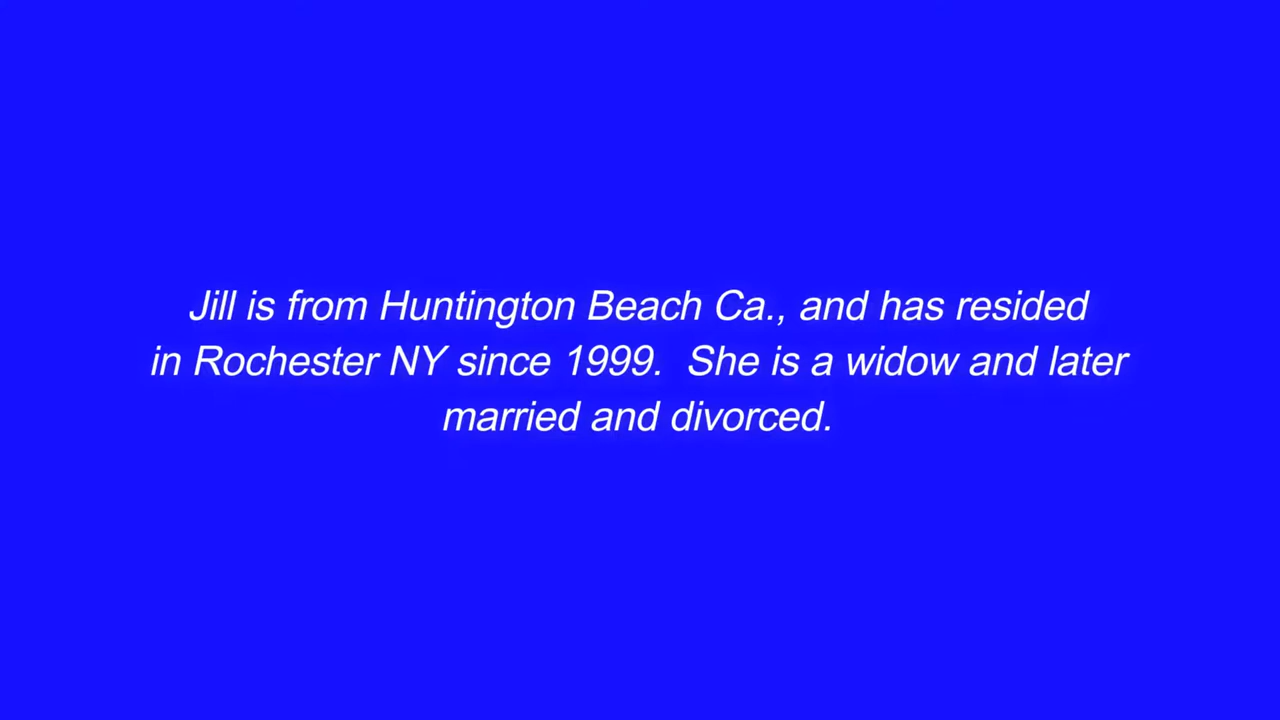 Jill is from Huntington Beach Ca., and has resided
in Rochester NY since 1999.  She is a widow and later
married and divorced.